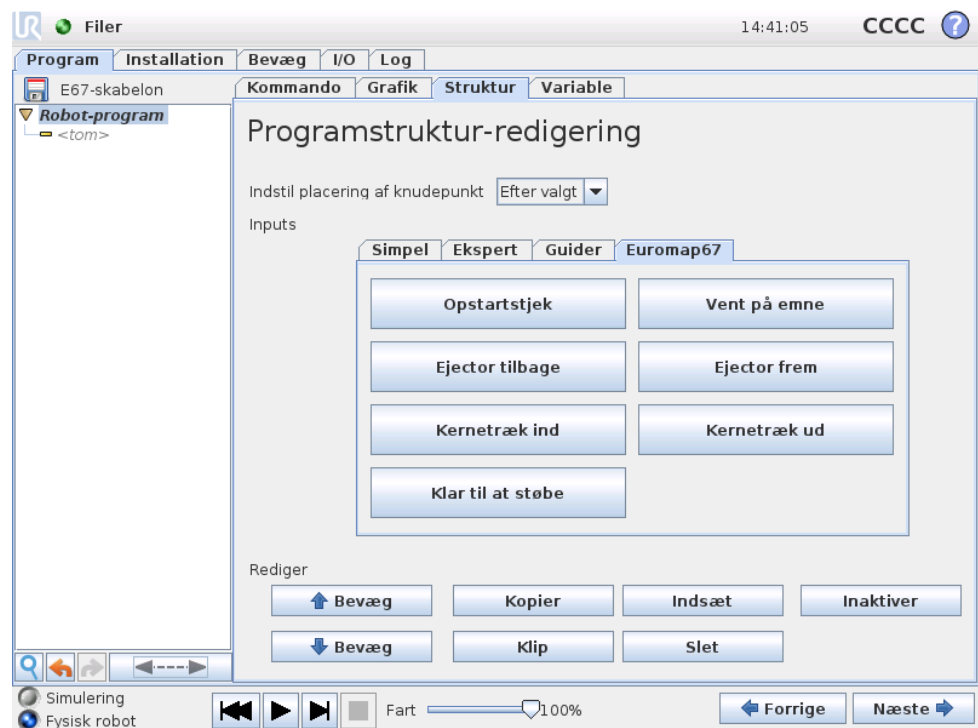 UR Filer 14:41:05 CCCC ?
Program Installation Bevæg I/O Log
E67-skabelon
Robot-program
<tom>
Kommando Grafik Struktur Variable
Programstruktur-redigering
Indstil placering af knudepunkt Efter valgt
Inputs
Simpel Ekspert Guider Euromap67
Opstartstjek Vent på emne
Ejector tilbage Ejector frem
Kernetræk ind Kernetræk ud
Klar til at støbe
Rediger
Bevæg Kopier Indsæt Inaktiver
Bevæg Klip Slet
Simulering
Fysisk robot
Fart 100% Forrige Næste